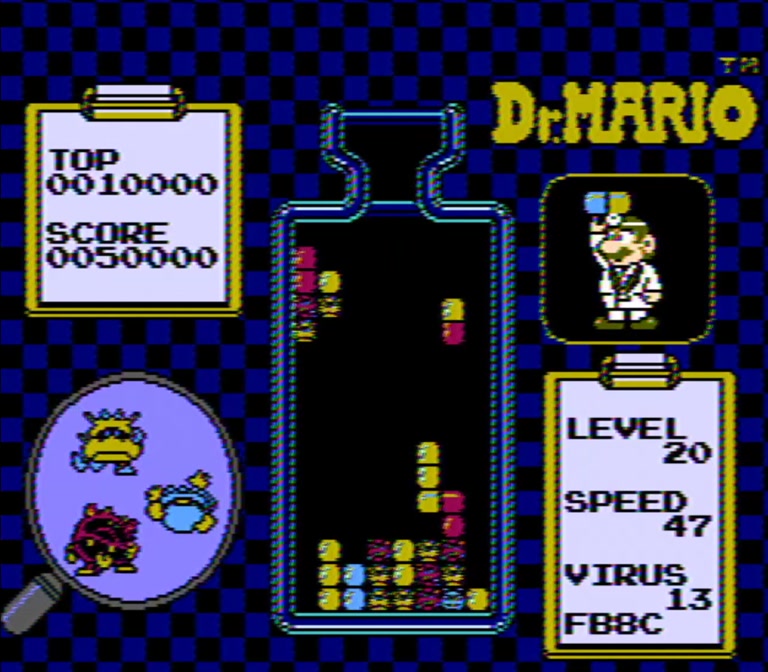 TM
Dr. MARIO
TOP
0010000
SCORE
0050000
LEVEL
20
SPEED
47
VIRUS
13
FB8C